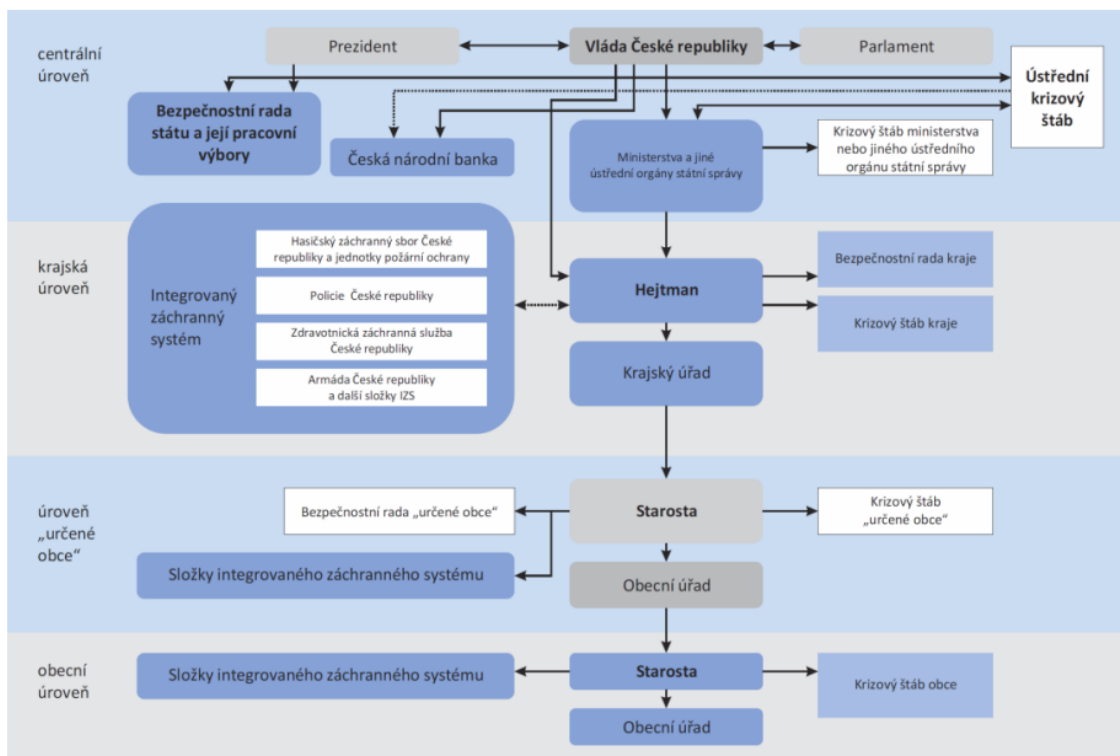 centrální
úroveň
Prezident
Vláda České republiky
Parlament
Ústřední
krizový
štáb
Bezpečnostní rada
státu a její pracovní
výbory
Česká národní banka
Ministerstva a jiné
ústřední orgány státní správy
Krizový štáb ministerstva
nebo jiného ústředního
orgánu státní správy
krajská
úroveň
Integrovaný
záchranný
systém
Hasičský záchranný sbor České
republiky a jednotky požární ochrany
Policie České republiky
Zdravotnická záchranná služba
České republiky
Armáda České republiky
a další složky IZS
Hejtman
Bezpečnostní rada kraje
Krizový štáb kraje
Krajský úřad
úroveň
„určené
obce“
Bezpečnostní rada „určené obce“
Starosta
Krizový štáb
„určené obce“
Složky integrovaného záchranného systému
Obecní úřad
obecní
úroveň
Složky integrovaného záchranného systému
Starosta
Krizový štáb obce
Obecní úřad